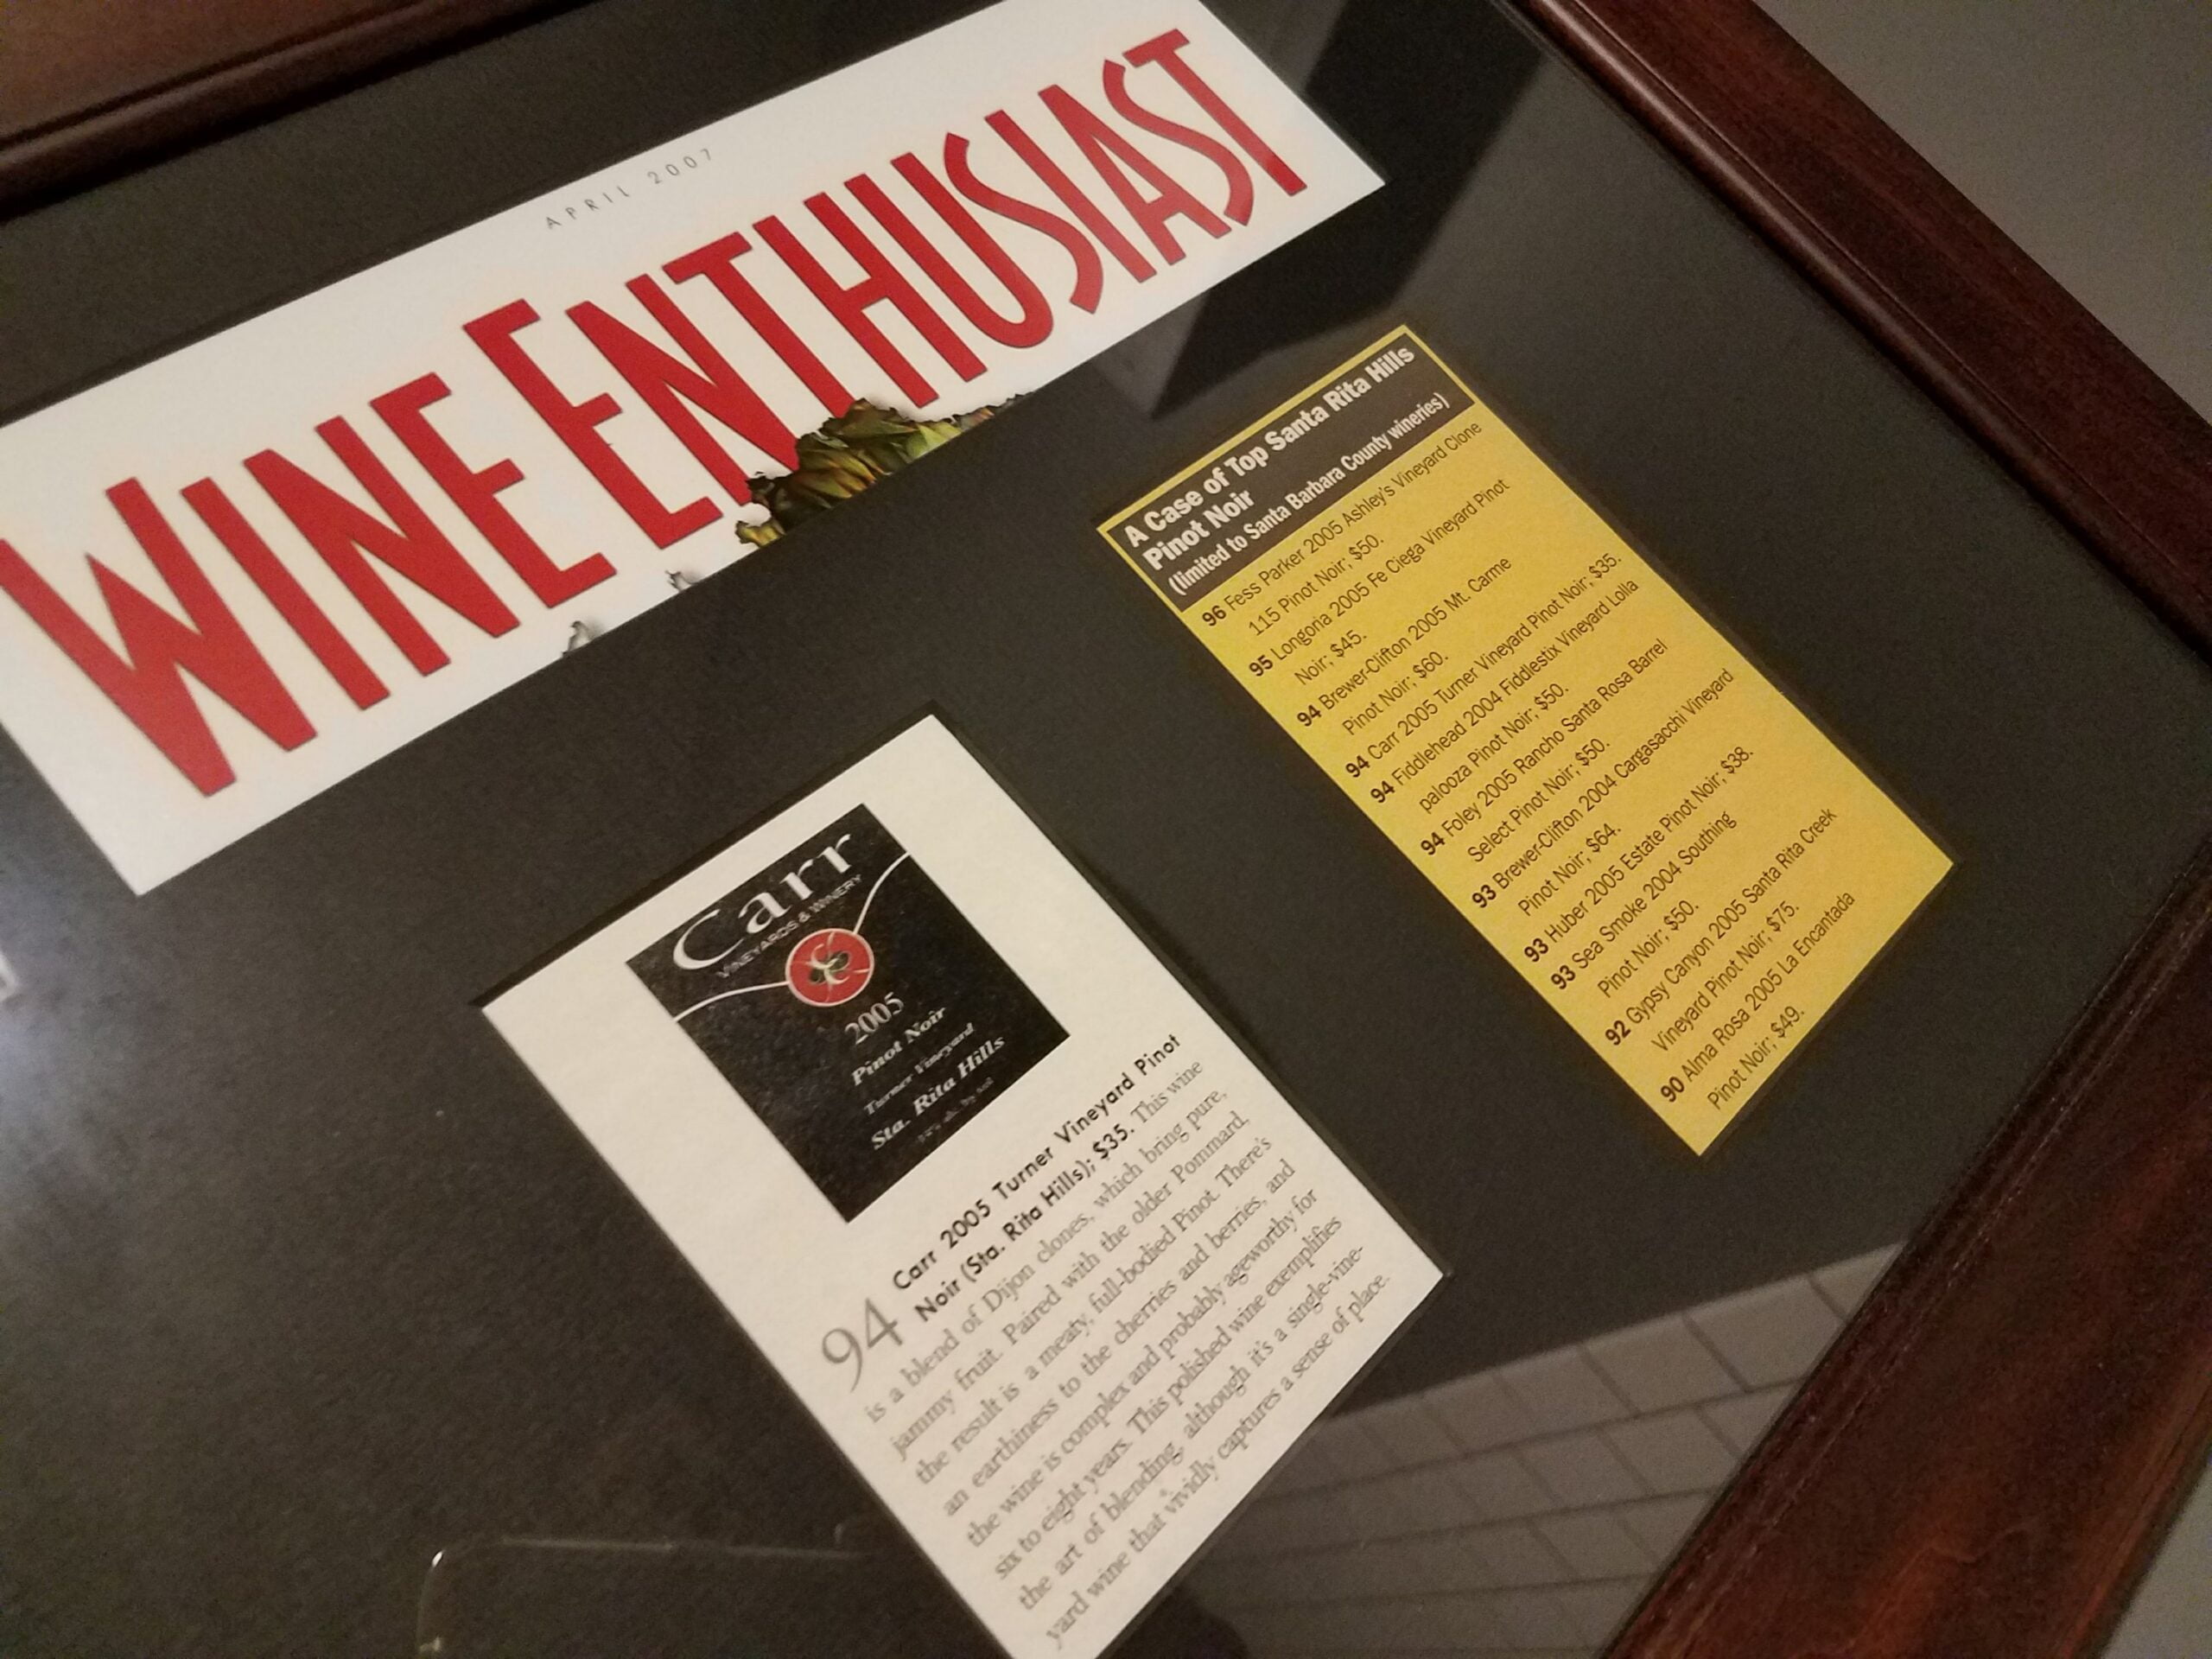 APRIL 2007
WINE ENTHUSIAST
A Case of Top Santa Rita Hills
Pinot Noir
(limited to Santa Barbara County wineries)
96 Fess Parker 2005 Ashley's Vineyard Clone
115 Pinot Noir; $50.
95 Longoria 2005 Fe Ciega Vineyard Pinot
Noir; $45.
94 Brewer-Clifton 2005 Mt. Carme
Pinot Noir; $60.
94 Carr 2005 Turner Vineyard Pinot Noir; $35.
94 Fiddlehead 2004 Fiddlestix Vineyard Lolla
palooza Pinot Noir; $50.
94 Foley 2005 Rancho Santa Rosa Barrel
Select Pinot Noir; $50.
93 Brewer-Clifton 2004 Cargasacchi Vineyard
Pinot Noir; $64.
93 Huber 2005 Estate Pinot Noir; $38.
93 Sea Smoke 2004 Southing
Pinot Noir; $50.
92 Gypsy Canyon 2005 Santa Rita Creek
Vineyard Pinot Noir; $75.
90 Alma Rosa 2005 La Encantada
Pinot Noir; $49.
Carr
VINEYARDS & WINERY
2005
Pinot Noir
Turner Vineyard
Sta. Rita Hills
94 Carr 2005 Turner Vineyard Pinot
Noir (Sta. Rita Hills); $35. This wine
is a blend of Dijon clones, which bring pure,
jammy fruit. Paired with the older Pommard,
the result is a meaty, full-bodied Pinot. There's
an earthiness to the cherries and berries, and
the wine is complex and probably ageworthy for
six to eight years. This polished wine exemplifies
the art of blending, although it's a single-vine-
yard wine that vividly captures a sense of place.